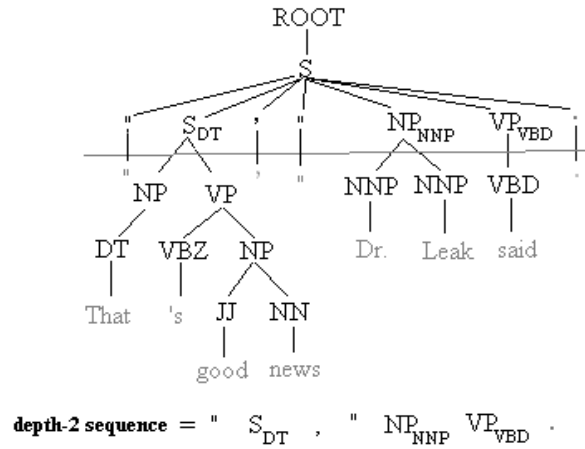 ROOT
S
" S_DT , " NP_NNP VP_VBD .
" , " .
NP VP NNP NNP VBD
DT VBZ NP Dr. Leak said
That 's JJ NN
good news
depth-2 sequence = " S_DT , " NP_NNP VP_VBD .